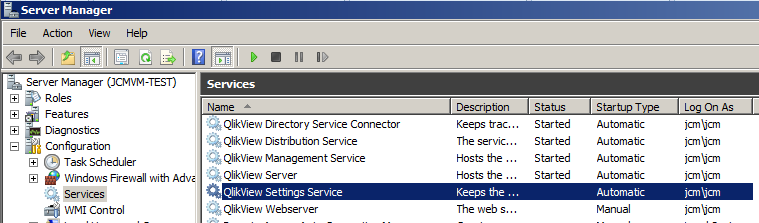 Server Manager
File Action View Help
Server Manager (JCMVM-TEST)
Roles
Features
Diagnostics
Configuration
Task Scheduler
Windows Firewall with Adva
Services
WMI Control
Services
Name Description Status Startup Type Log On As
QlikView Directory Service Connector Keeps trac... Started Automatic jcm\jcm
QlikView Distribution Service The servic... Started Automatic jcm\jcm
QlikView Management Service Hosts the ... Started Automatic jcm\jcm
QlikView Server Hosts the ... Started Automatic jcm\jcm
QlikView Settings Service Keeps the ... Automatic jcm\jcm
QlikView Webserver The web s... Manual jcm\jcm